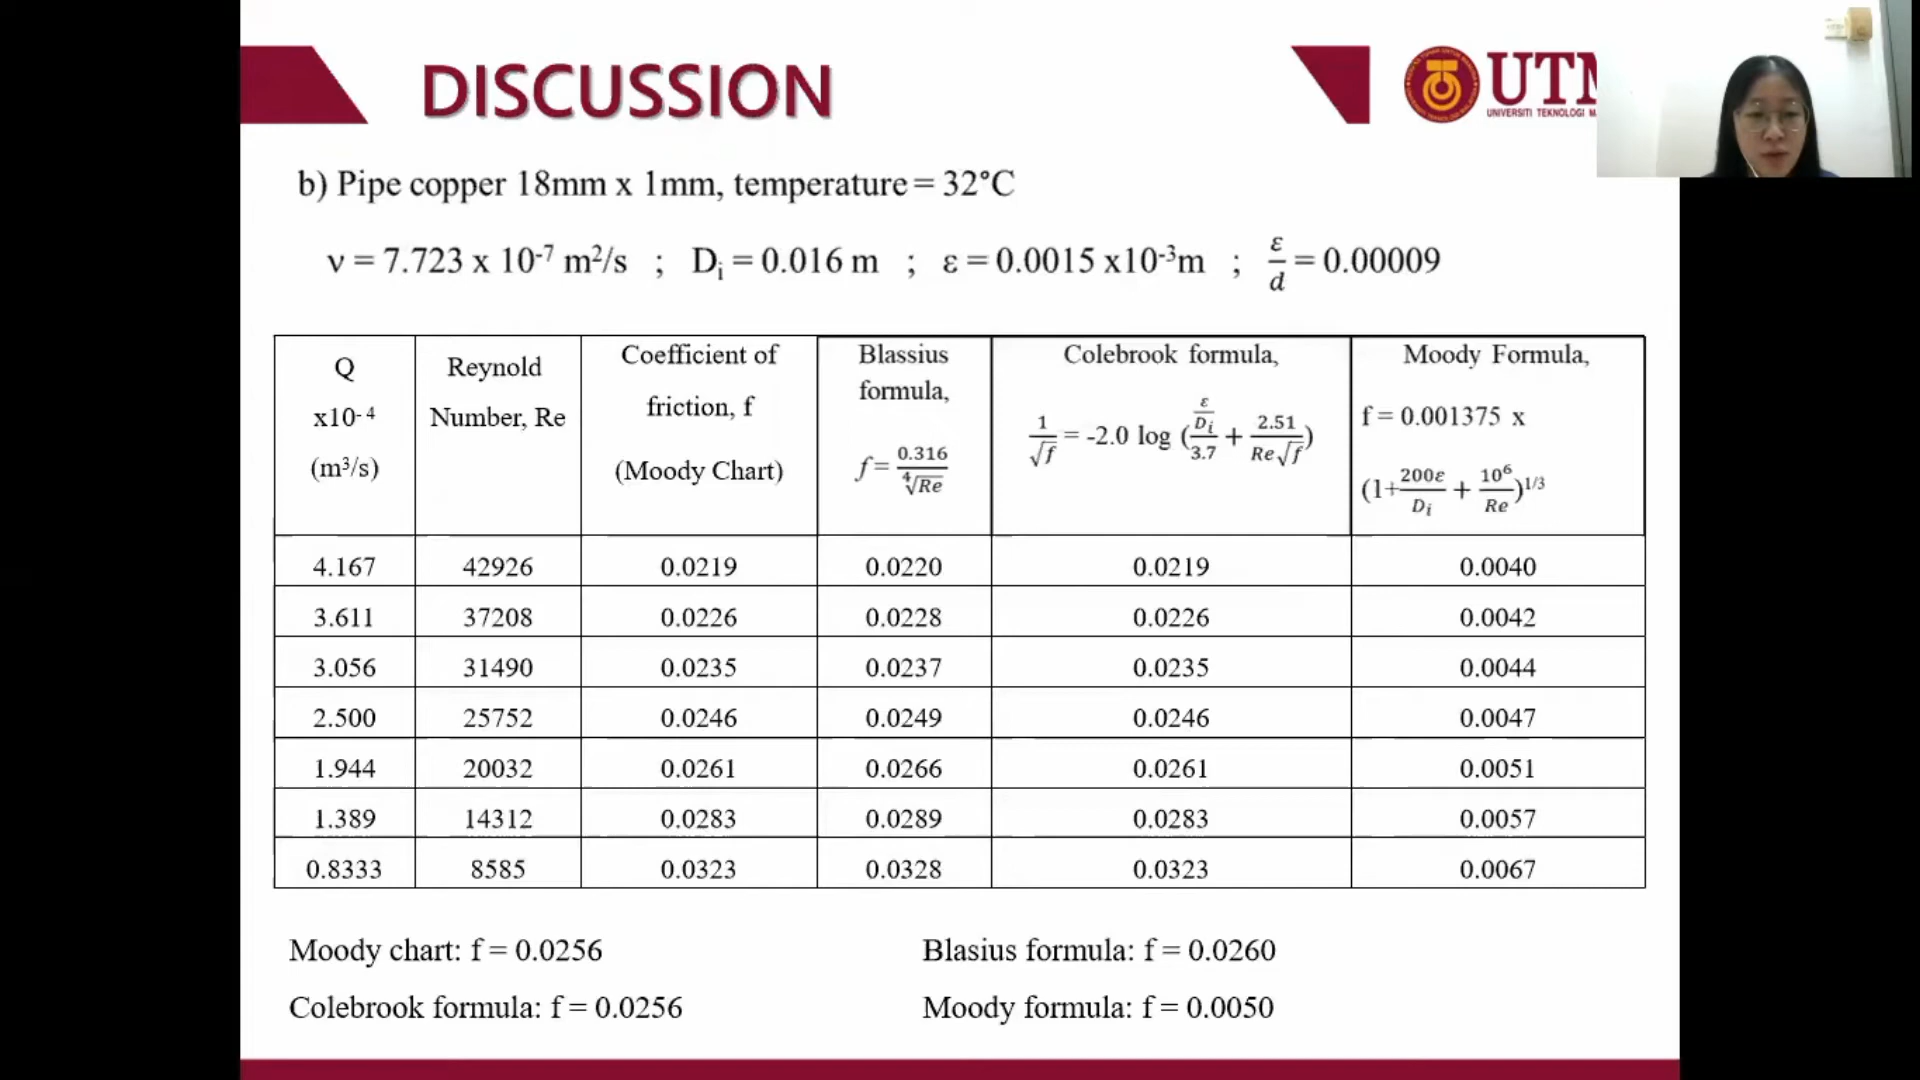 DISCUSSION
UTM
UNIVERSITI TEKNOLOGI M
b) Pipe copper 18mm x 1mm, temperature = 32°C
ν = 7.723 x 10⁻⁷ m²/s ; Dᵢ = 0.016 m ; ε = 0.0015 x10⁻³m ; ε/d = 0.00009
Q x10⁻⁴ (m³/s)
Reynold Number, Re
Coefficient of friction, f (Moody Chart)
Blassius formula, f = 0.316/∜Re
Colebrook formula, 1/√f = -2.0 log ((ε/Dᵢ)/3.7 + 2.51/(Re√f))
Moody Formula, f = 0.001375 x (1+ 200ε/Dᵢ + 10⁶/Re)^1/3
4.167 42926 0.0219 0.0220 0.0219 0.0040
3.611 37208 0.0226 0.0228 0.0226 0.0042
3.056 31490 0.0235 0.0237 0.0235 0.0044
2.500 25752 0.0246 0.0249 0.0246 0.0047
1.944 20032 0.0261 0.0266 0.0261 0.0051
1.389 14312 0.0283 0.0289 0.0283 0.0057
0.8333 8585 0.0323 0.0328 0.0323 0.0067
Moody chart: f = 0.0256
Blasius formula: f = 0.0260
Colebrook formula: f = 0.0256
Moody formula: f = 0.0050